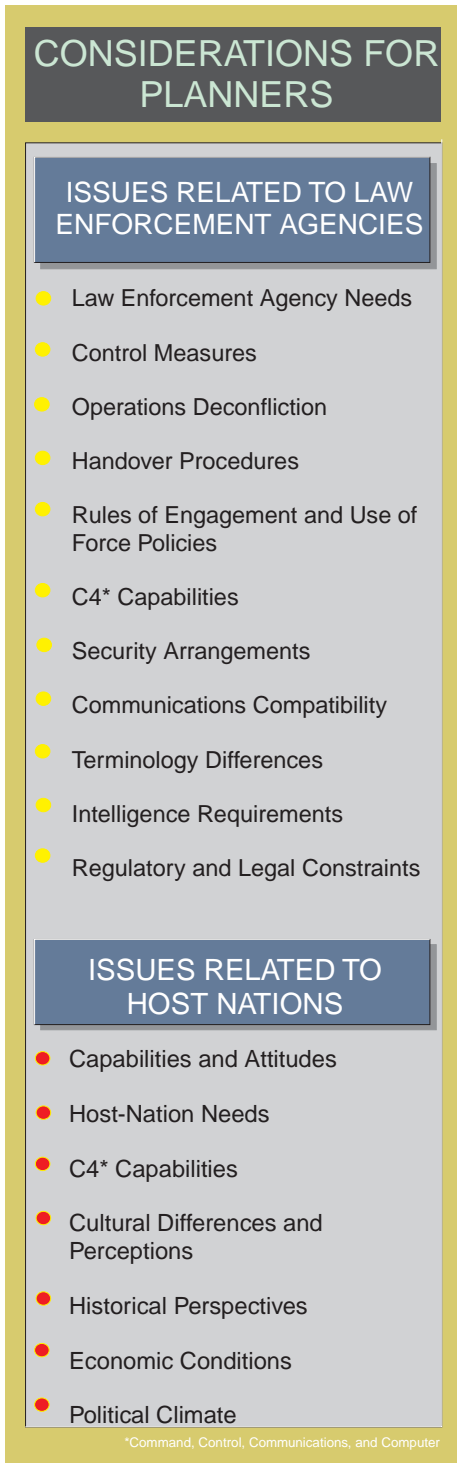 CONSIDERATIONS FOR
PLANNERS
ISSUES RELATED TO LAW
ENFORCEMENT AGENCIES
Law Enforcement Agency Needs
Control Measures
Operations Deconfliction
Handover Procedures
Rules of Engagement and Use of
Force Policies
C4* Capabilities
Security Arrangements
Communications Compatibility
Terminology Differences
Intelligence Requirements
Regulatory and Legal Constraints
ISSUES RELATED TO
HOST NATIONS
Capabilities and Attitudes
Host-Nation Needs
C4* Capabilities
Cultural Differences and
Perceptions
Historical Perspectives
Economic Conditions
Political Climate
*Command, Control, Communications, and Computer